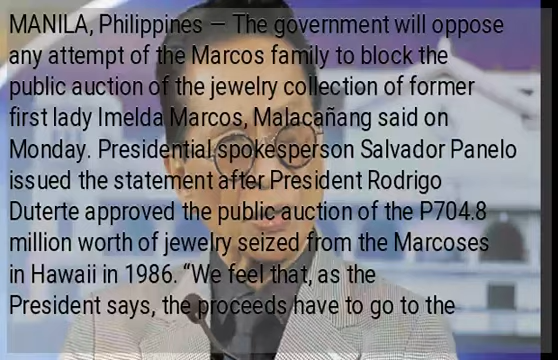 MANILA, Philippines — The government will oppose
any attempt of the Marcos family to block the
public auction of the jewelry collection of former
first lady Imelda Marcos, Malacañang said on
Monday. Presidential spokesperson Salvador Panelo
issued the statement after President Rodrigo
Duterte approved the public auction of the P704.8
million worth of jewelry seized from the Marcoses
in Hawaii in 1986. “We feel that, as the
President says, the proceeds have to go to the